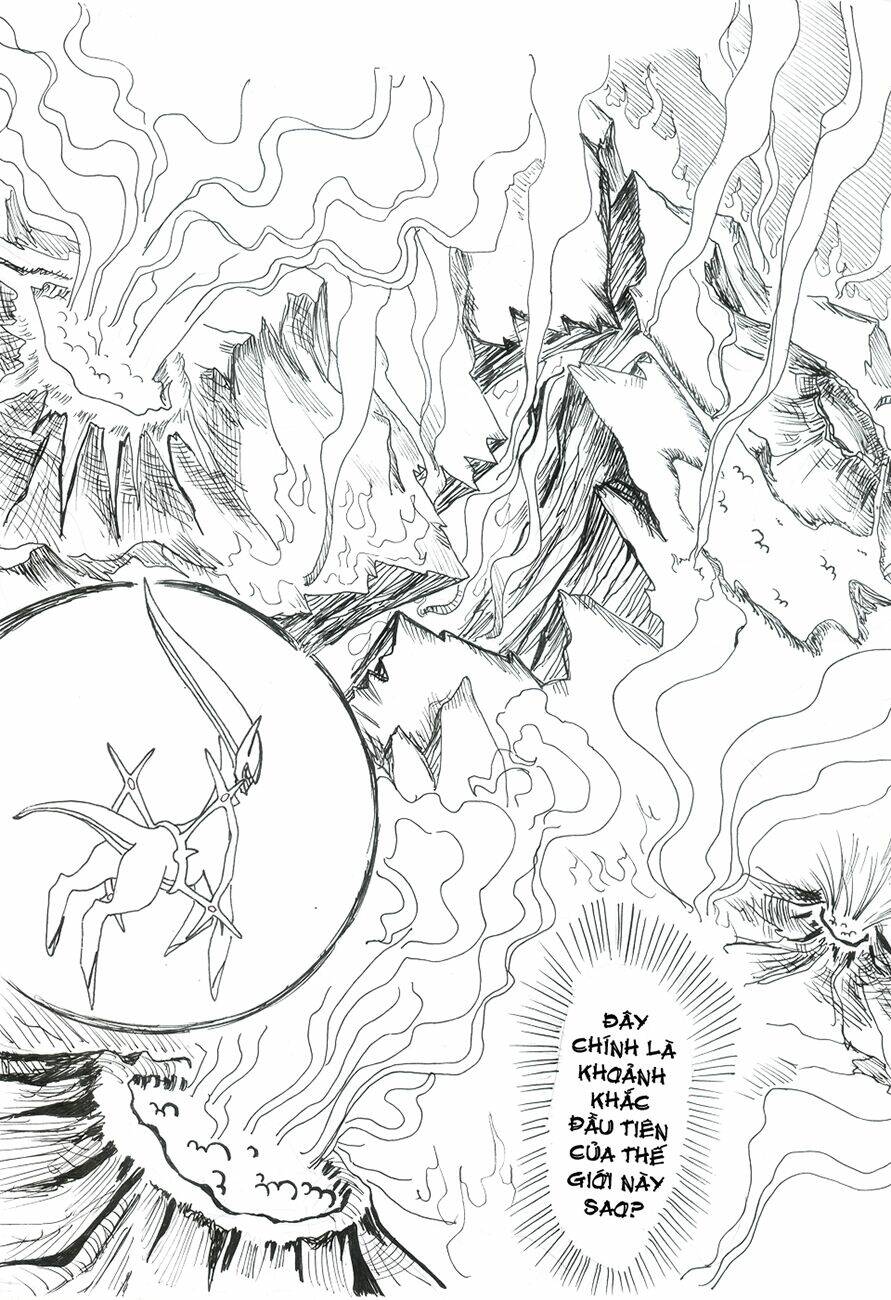 ĐÂY
CHÍNH LÀ
KHOẢNH
KHẮC
ĐẦU TIÊN
CỦA THẾ
GIỚI NÀY
SAO?